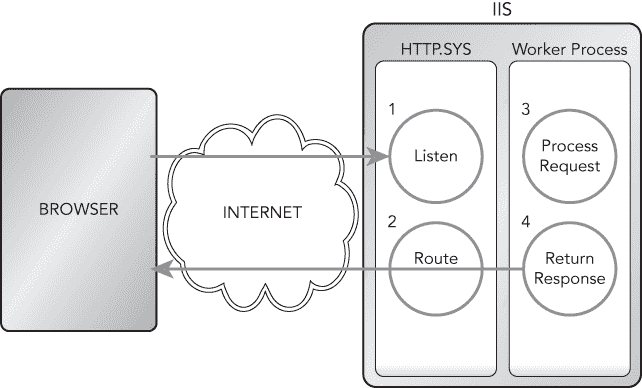 IIS
HTTP.SYS
Worker Process
1
3
Listen
Process
Request
BROWSER
INTERNET
2
4
Route
Return
Response